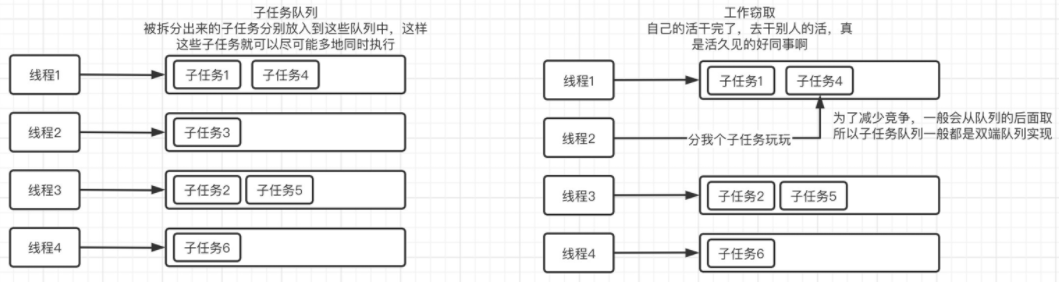 子任务队列
被拆分出来的子任务分别放入到这些队列中，这样
这些子任务就可以尽可能多地同时执行
线程1
子任务1
子任务4
线程2
子任务3
线程3
子任务2
子任务5
线程4
子任务6
工作窃取
自己的活干完了，去干别人的活，真
是活久见的好同事啊
线程1
子任务1
子任务4
线程2
分我个子任务玩玩
为了减少竞争，一般会从队列的后面取
所以子任务队列一般都是双端队列实现
线程3
子任务2
子任务5
线程4
子任务6